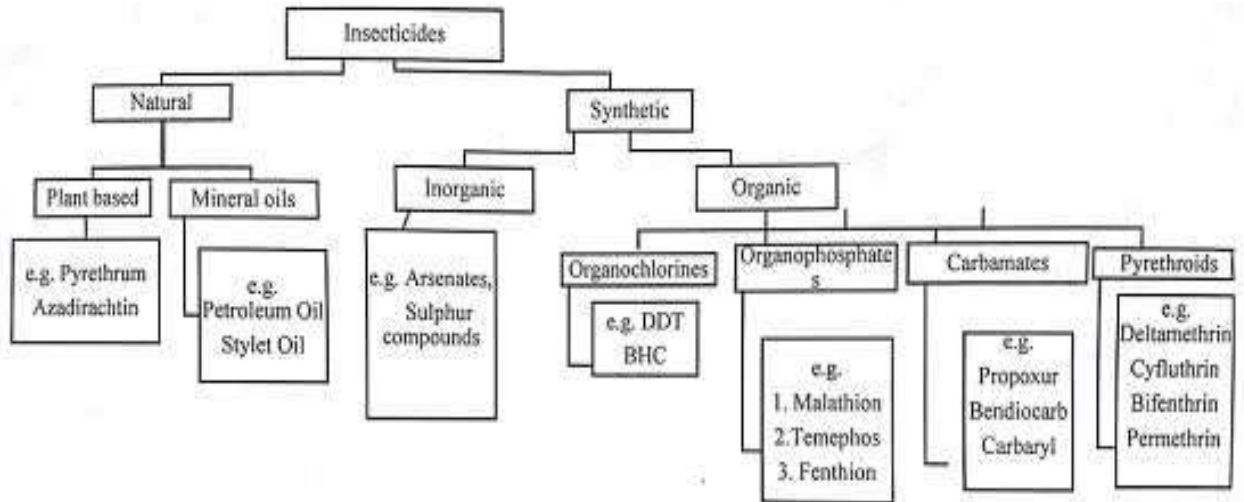 Insecticides
Natural
Synthetic
Plant based
Mineral oils
Inorganic
Organic
e.g. Pyrethrum
Azadirachtin
e.g.
Petroleum Oil
Stylet Oil
e.g. Arsenates,
Sulphur
compounds
Organochlorines
Organophosphate
s
Carbamates
Pyrethroids
e.g. DDT
BHC
e.g.
1. Malathion
2.Temephos
3. Fenthion
e.g.
Propoxur
Bendiocarb
Carbaryl
e.g.
Deltamethrin
Cyfluthrin
Bifenthrin
Permethrin